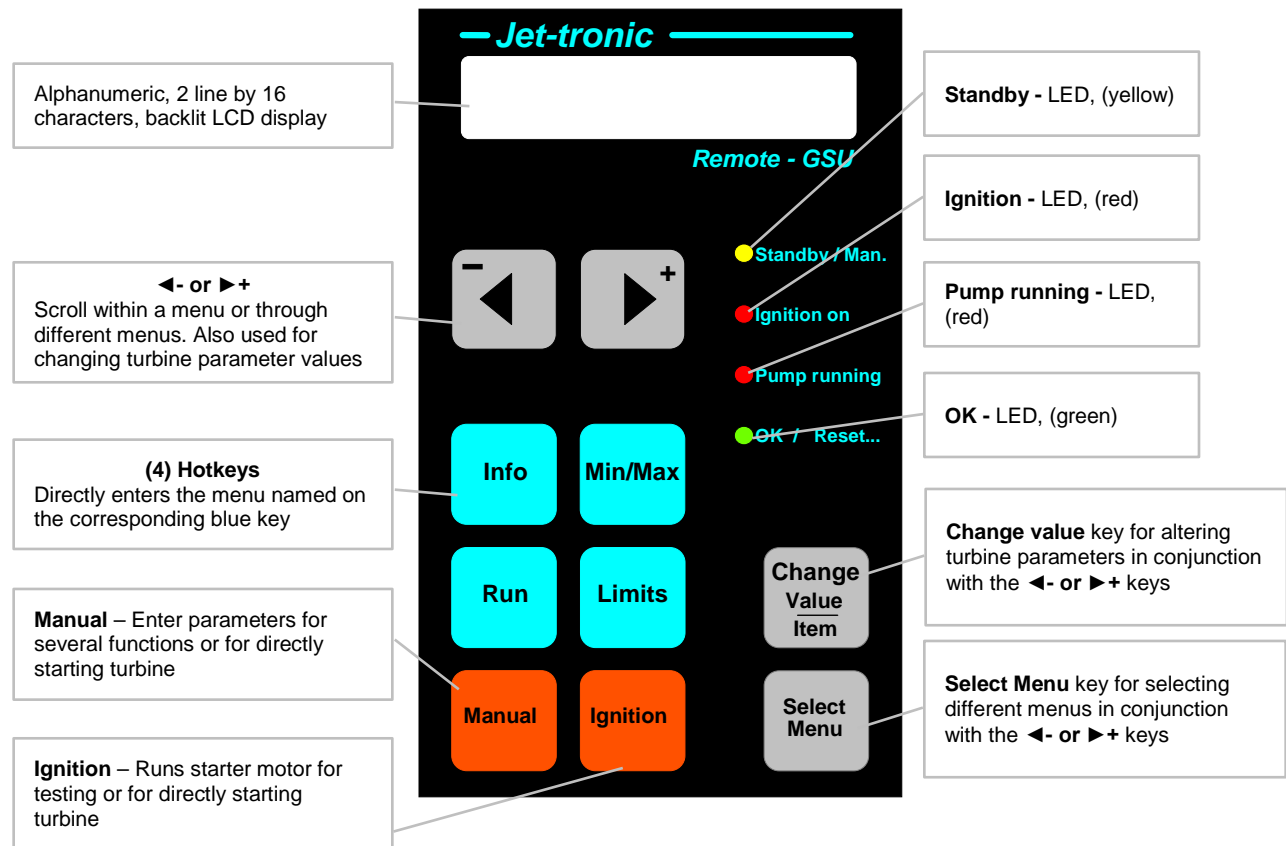 Jet-tronic
Remote - GSU
Alphanumeric, 2 line by 16
characters, backlit LCD display
◄- or ►+
Scroll within a menu or through
different menus. Also used for
changing turbine parameter values
(4) Hotkeys
Directly enters the menu named on
the corresponding blue key
Manual – Enter parameters for
several functions or for directly
starting turbine
Ignition – Runs starter motor for
testing or for directly starting
turbine
-
+
Standby / Man.
Ignition on
Pump running
OK / Reset...
Info
Min/Max
Run
Limits
Manual
Ignition
Change
Value
Item
Select
Menu
Standby - LED, (yellow)
Ignition - LED, (red)
Pump running - LED,
(red)
OK - LED, (green)
Change value key for altering
turbine parameters in conjunction
with the ◄- or ►+ keys
Select Menu key for selecting
different menus in conjunction
with the ◄- or ►+ keys